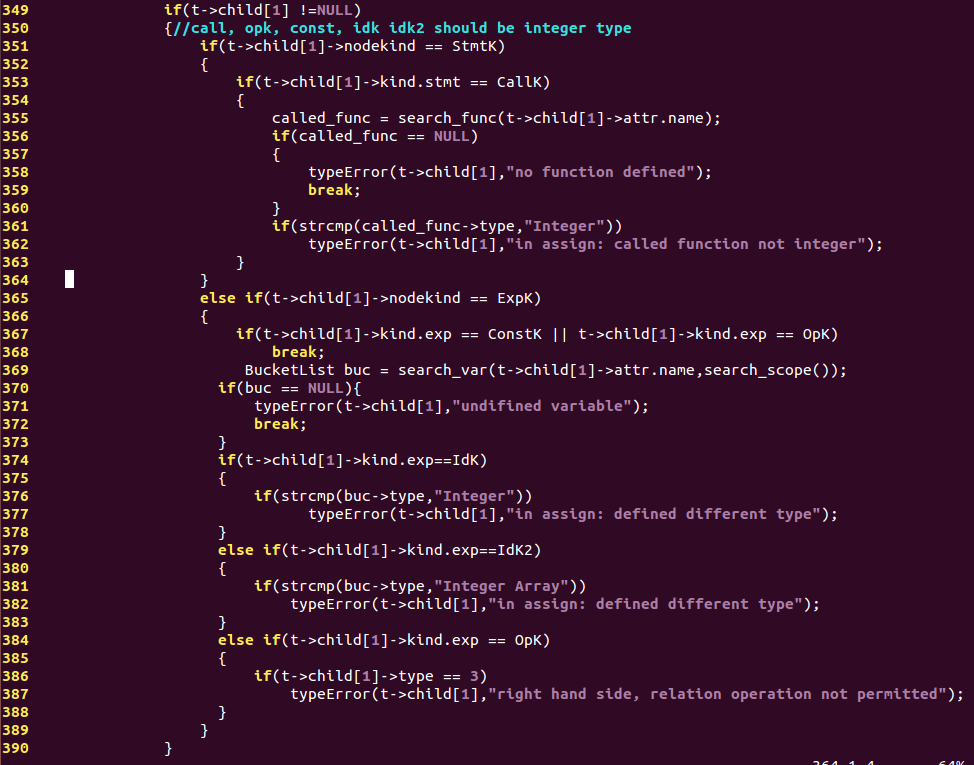 349 if(t->child[1] !=NULL)
350 {//call, opk, const, idk idk2 should be integer type
351 if(t->child[1]->nodekind == StmtK)
352 {
353 if(t->child[1]->kind.stmt == CallK)
354 {
355 called_func = search_func(t->child[1]->attr.name);
356 if(called_func == NULL)
357 {
358 typeError(t->child[1],"no function defined");
359 break;
360 }
361 if(strcmp(called_func->type,"Integer"))
362 typeError(t->child[1],"in assign: called function not integer");
363 }
364 }
365 else if(t->child[1]->nodekind == ExpK)
366 {
367 if(t->child[1]->kind.exp == ConstK || t->child[1]->kind.exp == OpK)
368 break;
369 BucketList buc = search_var(t->child[1]->attr.name,search_scope());
370 if(buc == NULL){
371 typeError(t->child[1],"undifined variable");
372 break;
373 }
374 if(t->child[1]->kind.exp==IdK)
375 {
376 if(strcmp(buc->type,"Integer"))
377 typeError(t->child[1],"in assign: defined different type");
378 }
379 else if(t->child[1]->kind.exp==IdK2)
380 {
381 if(strcmp(buc->type,"Integer Array"))
382 typeError(t->child[1],"in assign: defined different type");
383 }
384 else if(t->child[1]->kind.exp == OpK)
385 {
386 if(t->child[1]->type == 3)
387 typeError(t->child[1],"right hand side, relation operation not permitted");
388 }
389 }
390 }